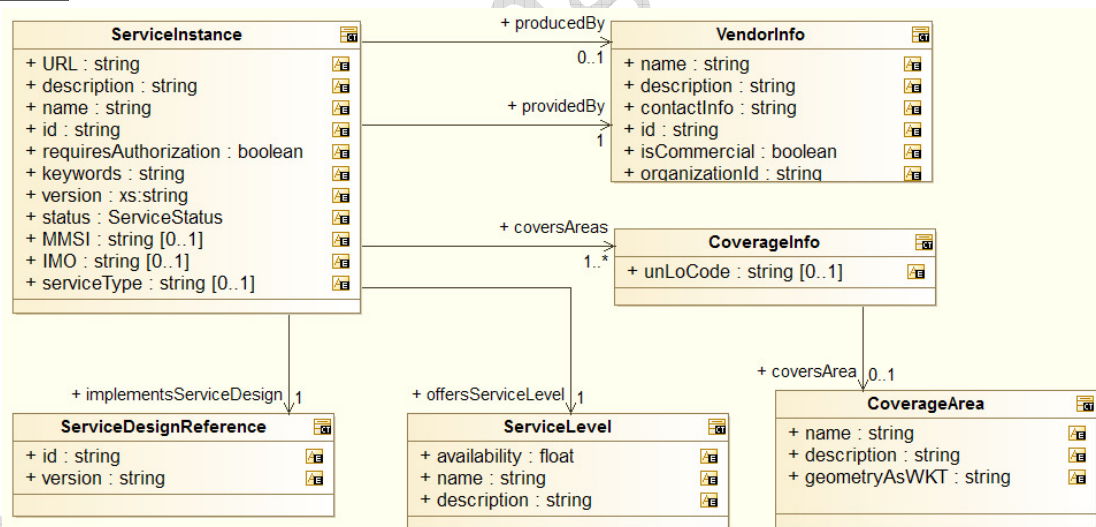 ServiceInstance
+ URL : string
+ description : string
+ name : string
+ id : string
+ requiresAuthorization : boolean
+ keywords : string
+ version : xs:string
+ status : ServiceStatus
+ MMSI : string [0..1]
+ IMO : string [0..1]
+ serviceType : string [0..1]
+ producedBy
0..1
+ providedBy
1
VendorInfo
+ name : string
+ description : string
+ contactInfo : string
+ id : string
+ isCommercial : boolean
+ organizationId : string
+ coversAreas
1..*
CoverageInfo
+ unLoCode : string [0..1]
+ implementsServiceDesign
1
+ offersServiceLevel
1
+ coversArea
0..1
ServiceDesignReference
+ id : string
+ version : string
ServiceLevel
+ availability : float
+ name : string
+ description : string
CoverageArea
+ name : string
+ description : string
+ geometryAsWKT : string